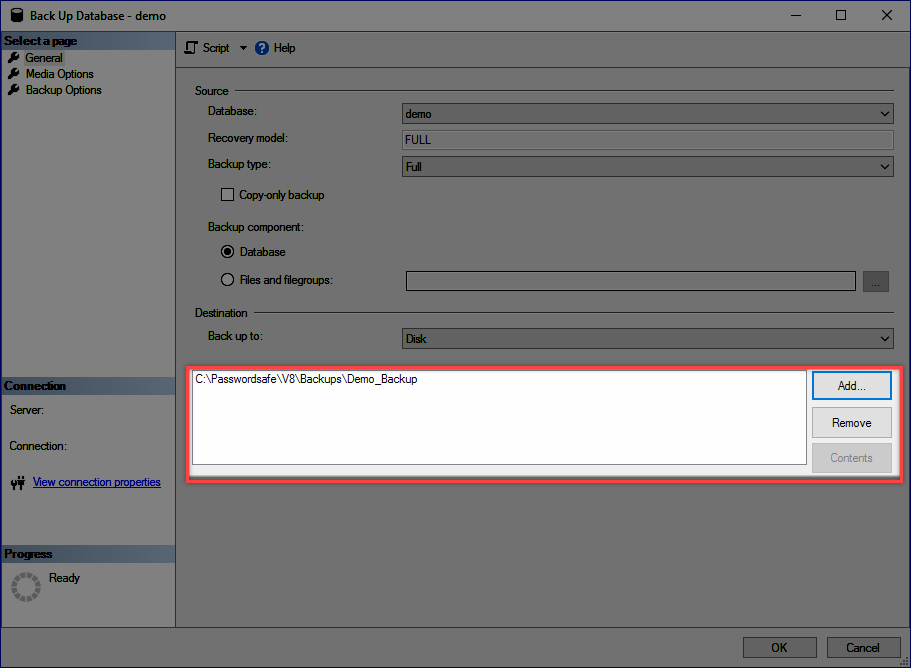 Back Up Database - demo
Select a page
General
Media Options
Backup Options
Script
Help
Source
Database:
demo
Recovery model:
FULL
Backup type:
Full
Copy-only backup
Backup component:
Database
Files and filegroups:
...
Destination
Back up to:
Disk
C:\Passwordsafe\V8\Backups\Demo_Backup
Add...
Remove
Contents
Connection
Server:
Connection:
View connection properties
Progress
Ready
OK
Cancel